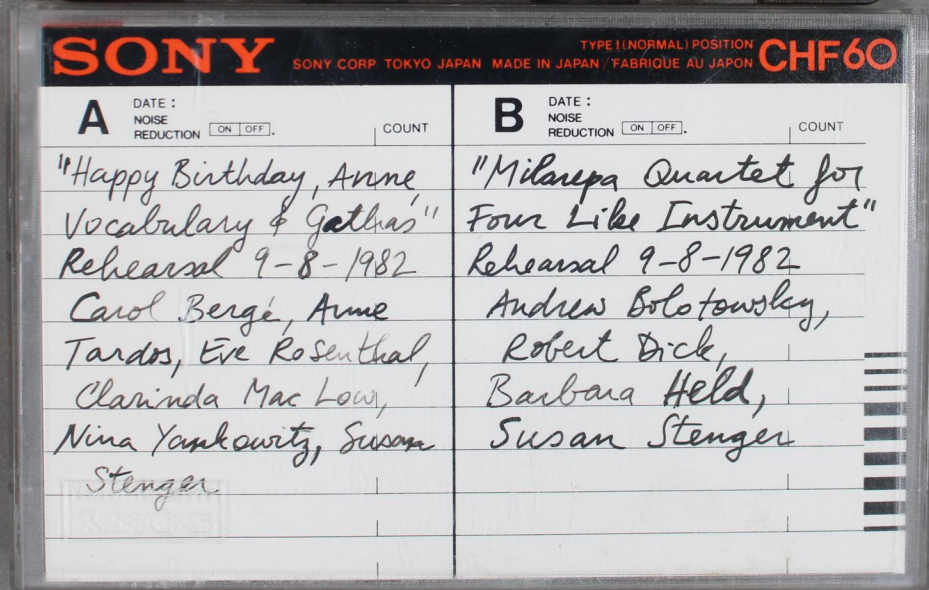 SONY
TYPE I (NORMAL) POSITION
SONY CORP. TOKYO JAPAN MADE IN JAPAN / FABRIQUE AU JAPON
CHF60
A
DATE :
NOISE
REDUCTION ON OFF .
COUNT
"Happy Birthday, Anne,
Vocabulary & Gathas"
Rehearsal 9-8-1982
Carol Bergé, Anne
Tardos, Eve Rosenthal,
Clarinda Mac Low,
Nina Yankowitz, Susan
Stenger.
B
DATE :
NOISE
REDUCTION ON OFF .
COUNT
"Milarepa Quartet for
Four Like Instrument"
Rehearsal 9-8-1982
Andrew Bolotowsky,
Robert Dick,
Barbara Held,
Susan Stenger